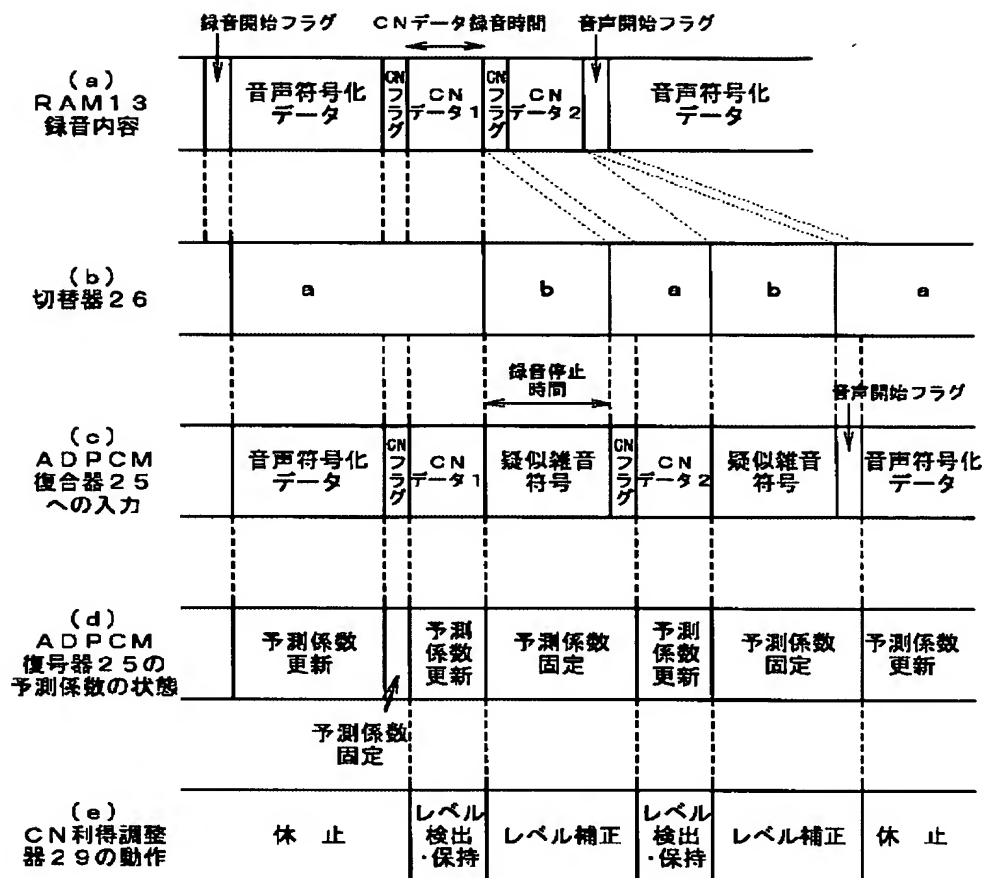 録音開始フラグ
CNデータ録音時間
音声開始フラグ
(a)
RAM13
録音内容
音声符号化
データ
CN
フラグ
CN
データ1
CN
フラグ
CN
データ2
音声符号化
データ
(b)
切替器26
a
b
a
b
a
録音停止
時間
音声開始フラグ
(c)
ADPCM
復合器25
への入力
音声符号化
データ
CN
フラグ
CN
データ1
疑似雑音
符号
CN
フラグ
CN
データ2
疑似雑音
符号
音声符号化
データ
(d)
ADPCM
復号器25の
予測係数の状態
予測係数
更新
予測
係数
更新
予測係数
固定
予測
係数
更新
予測係数
固定
予測係数
更新
予測係数
固定
(e)
CN利得調整
器29の動作
休 止
レベル
検出
・保持
レベル補正
レベル
検出
・保持
レベル補正
休 止